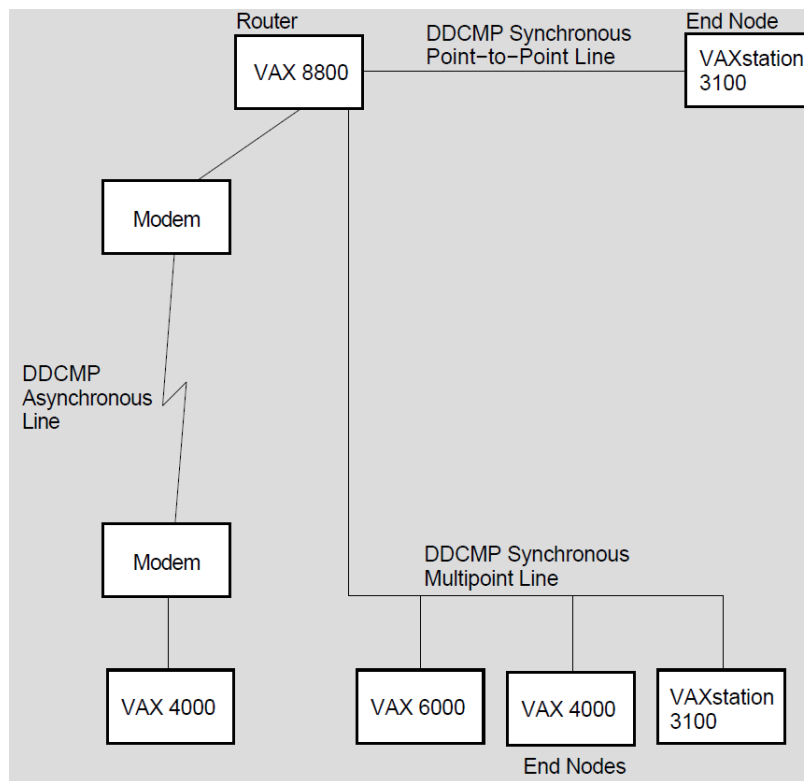 Router
VAX 8800
DDCMP Synchronous
Point-to-Point Line
End Node
VAXstation
3100
Modem
DDCMP
Asynchronous
Line
Modem
DDCMP Synchronous
Multipoint Line
VAX 4000
VAX 6000
VAX 4000
VAXstation
3100
End Nodes